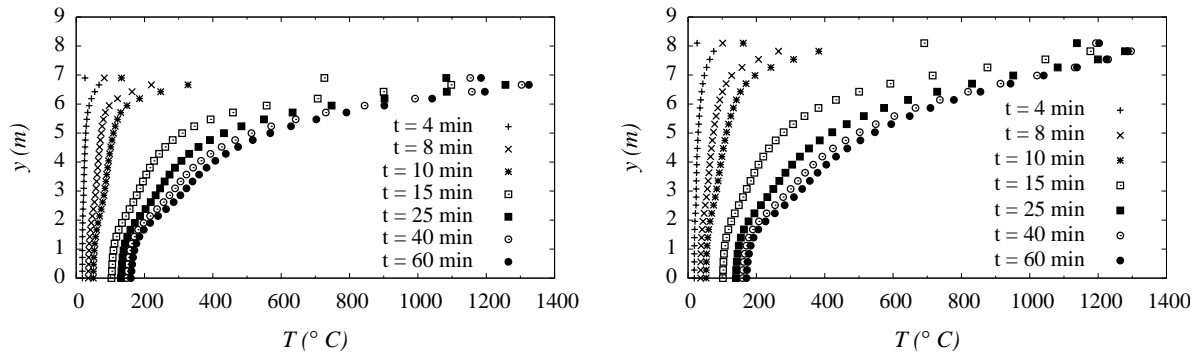 9
8
7
6
5
4
3
2
1
0
y (m)
0 200 400 600 800 1000 1200 1400
T (° C)
t = 4 min
t = 8 min
t = 10 min
t = 15 min
t = 25 min
t = 40 min
t = 60 min
9
8
7
6
5
4
3
2
1
0
y (m)
0 200 400 600 800 1000 1200 1400
T (° C)
t = 4 min
t = 8 min
t = 10 min
t = 15 min
t = 25 min
t = 40 min
t = 60 min